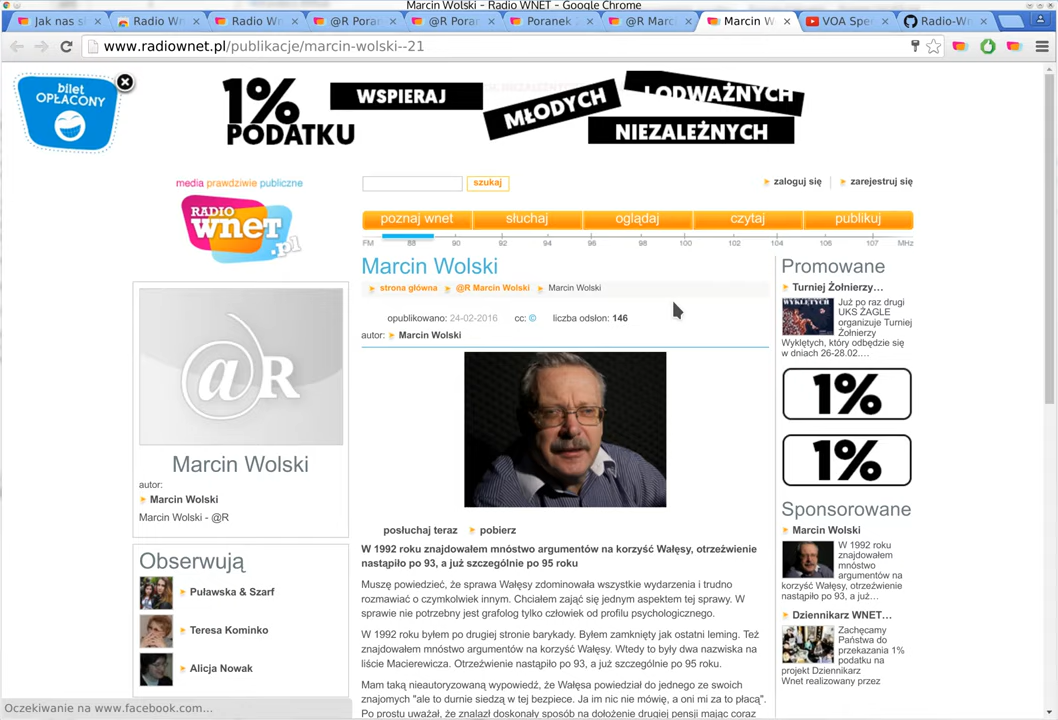 Marcin Wolski - Radio WNET - Google Chrome
Jak nas s
Radio Wn
Radio Wn
@R Poran
@R Poran
Poranek
@R Marc
Marcin W
VOA Spe
Radio-Wn
www.radiownet.pl/publikacje/marcin-wolski--21
bilet
OPŁACONY
1%
PODATKU
WSPIERAJ
MŁODYCH
I ODWAŻNYCH
NIEZALEŻNYCH
media prawdziwie publiczne
RADIO
wnet
.pl
szukaj
zaloguj się
zarejestruj się
poznaj wnet
słuchaj
oglądaj
czytaj
publikuj
FM 88 90 92 94 96 98 100 102 104 106 107 MHz
Marcin Wolski
strona główna @R Marcin Wolski Marcin Wolski
opublikowano: 24-02-2016 cc: © liczba odsłon: 146
autor: Marcin Wolski
posłuchaj teraz pobierz
W 1992 roku znajdowałem mnóstwo argumentów na korzyść Wałęsy, otrzeźwienie
nastąpiło po 93, a już szczególnie po 95 roku
Muszę powiedzieć, że sprawa Wałęsy zdominowała wszystkie wydarzenia i trudno
rozmawiać o czymkolwiek innym. Chciałem zająć się jednym aspektem tej sprawy. W
sprawie nie potrzebny jest grafolog tylko człowiek od profilu psychologicznego.
W 1992 roku byłem po drugiej stronie barykady. Byłem zamknięty jak ostatni leming. Też
znajdowałem mnóstwo argumentów na korzyść Wałęsy. Wtedy to były dwa nazwiska na
liście Macierewicza. Otrzeźwienie nastąpiło po 93, a już szczególnie po 95 roku.
Mam taką nieautoryzowaną wypowiedź, że Wałęsa powiedział do jednego ze swoich
znajomych "ale to durnie siedzą w tej bezpiece. Ja im nic nie mówię, a oni mi za to płacą".
Po prostu uważał, że znalazł doskonały sposób na dołożenie drugiej pensji mając coraz
@R
Marcin Wolski
autor:
Marcin Wolski
Marcin Wolski - @R
Obserwują
Puławska & Szarf
Teresa Kominko
Alicja Nowak
Promowane
Turniej Żołnierzy...
Już po raz drugi
UKS ŻAGLE
organizuje Turniej
Żołnierzy
Wyklętych, który odbędzie się
w dniach 26-28.02....
1%
1%
Sponsorowane
Marcin Wolski
W 1992 roku
znajdowałem
mnóstwo
argumentów na
korzyść Wałęsy, otrzeźwienie
nastąpiło po 93, a już...
Dziennikarz WNET...
Zachęcamy
Państwa do
przekazania 1%
podatku na
projekt Dziennikarz
Wnet realizowany przez
Oczekiwanie na www.facebook.com...